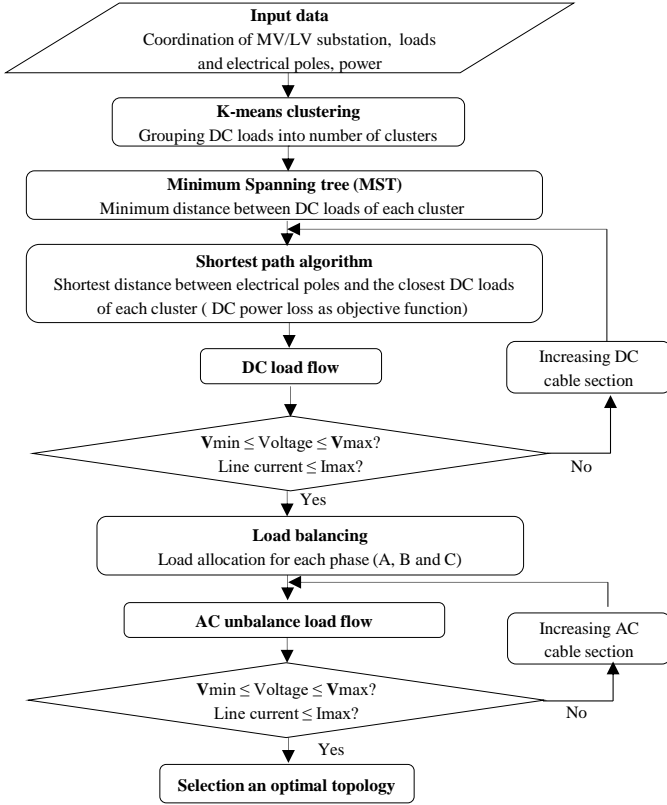 Input data
Coordination of MV/LV substation, loads
and electrical poles, power
K-means clustering
Grouping DC loads into number of clusters
Minimum Spanning tree (MST)
Minimum distance between DC loads of each cluster
Shortest path algorithm
Shortest distance between electrical poles and the closest DC loads
of each cluster ( DC power loss as objective function)
DC load flow
Increasing DC
cable section
Vmin ≤ Voltage ≤ Vmax?
Line current ≤ Imax?
No
Yes
Load balancing
Load allocation for each phase (A, B and C)
AC unbalance load flow
Increasing AC
cable section
Vmin ≤ Voltage ≤ Vmax?
Line current ≤ Imax?
No
Yes
Selection an optimal topology